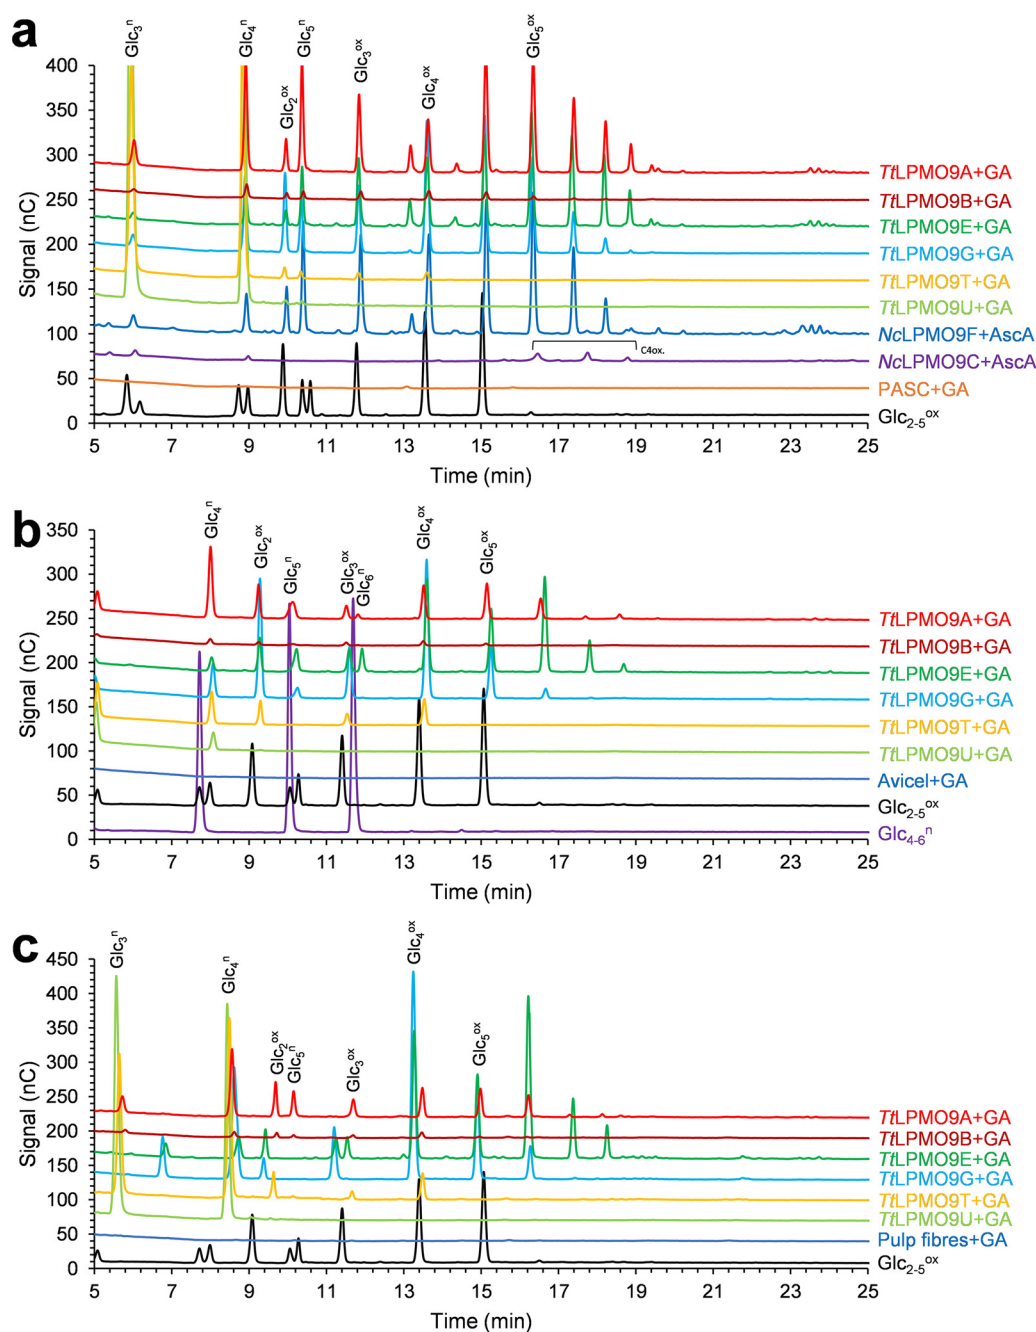 a
Glc₃ⁿ Glc₄ⁿ Glc₂ᵒˣ Glc₅ⁿ Glc₃ᵒˣ Glc₄ᵒˣ Glc₅ᵒˣ
Signal (nC)
400
350
300
250
200
150
100
50
0
TtLPMO9A+GA
TtLPMO9B+GA
TtLPMO9E+GA
TtLPMO9G+GA
TtLPMO9T+GA
TtLPMO9U+GA
NcLPMO9F+AscA
C4ox.
NcLPMO9C+AscA
PASC+GA
Glc₂₋₅ᵒˣ
5 7 9 11 13 15 17 19 21 23 25
Time (min)
b
Glc₄ⁿ Glc₂ᵒˣ Glc₅ⁿ Glc₃ᵒˣ Glc₆ⁿ Glc₄ᵒˣ Glc₅ᵒˣ
Signal (nC)
350
300
250
200
150
100
50
0
TtLPMO9A+GA
TtLPMO9B+GA
TtLPMO9E+GA
TtLPMO9G+GA
TtLPMO9T+GA
TtLPMO9U+GA
Avicel+GA
Glc₂₋₅ᵒˣ
Glc₄₋₆ⁿ
5 7 9 11 13 15 17 19 21 23 25
Time (min)
c
Glc₃ⁿ Glc₄ⁿ Glc₂ᵒˣ Glc₅ⁿ Glc₃ᵒˣ Glc₄ᵒˣ Glc₅ᵒˣ
Signal (nC)
450
400
350
300
250
200
150
100
50
0
TtLPMO9A+GA
TtLPMO9B+GA
TtLPMO9E+GA
TtLPMO9G+GA
TtLPMO9T+GA
TtLPMO9U+GA
Pulp fibres+GA
Glc₂₋₅ᵒˣ
5 7 9 11 13 15 17 19 21 23 25
Time (min)